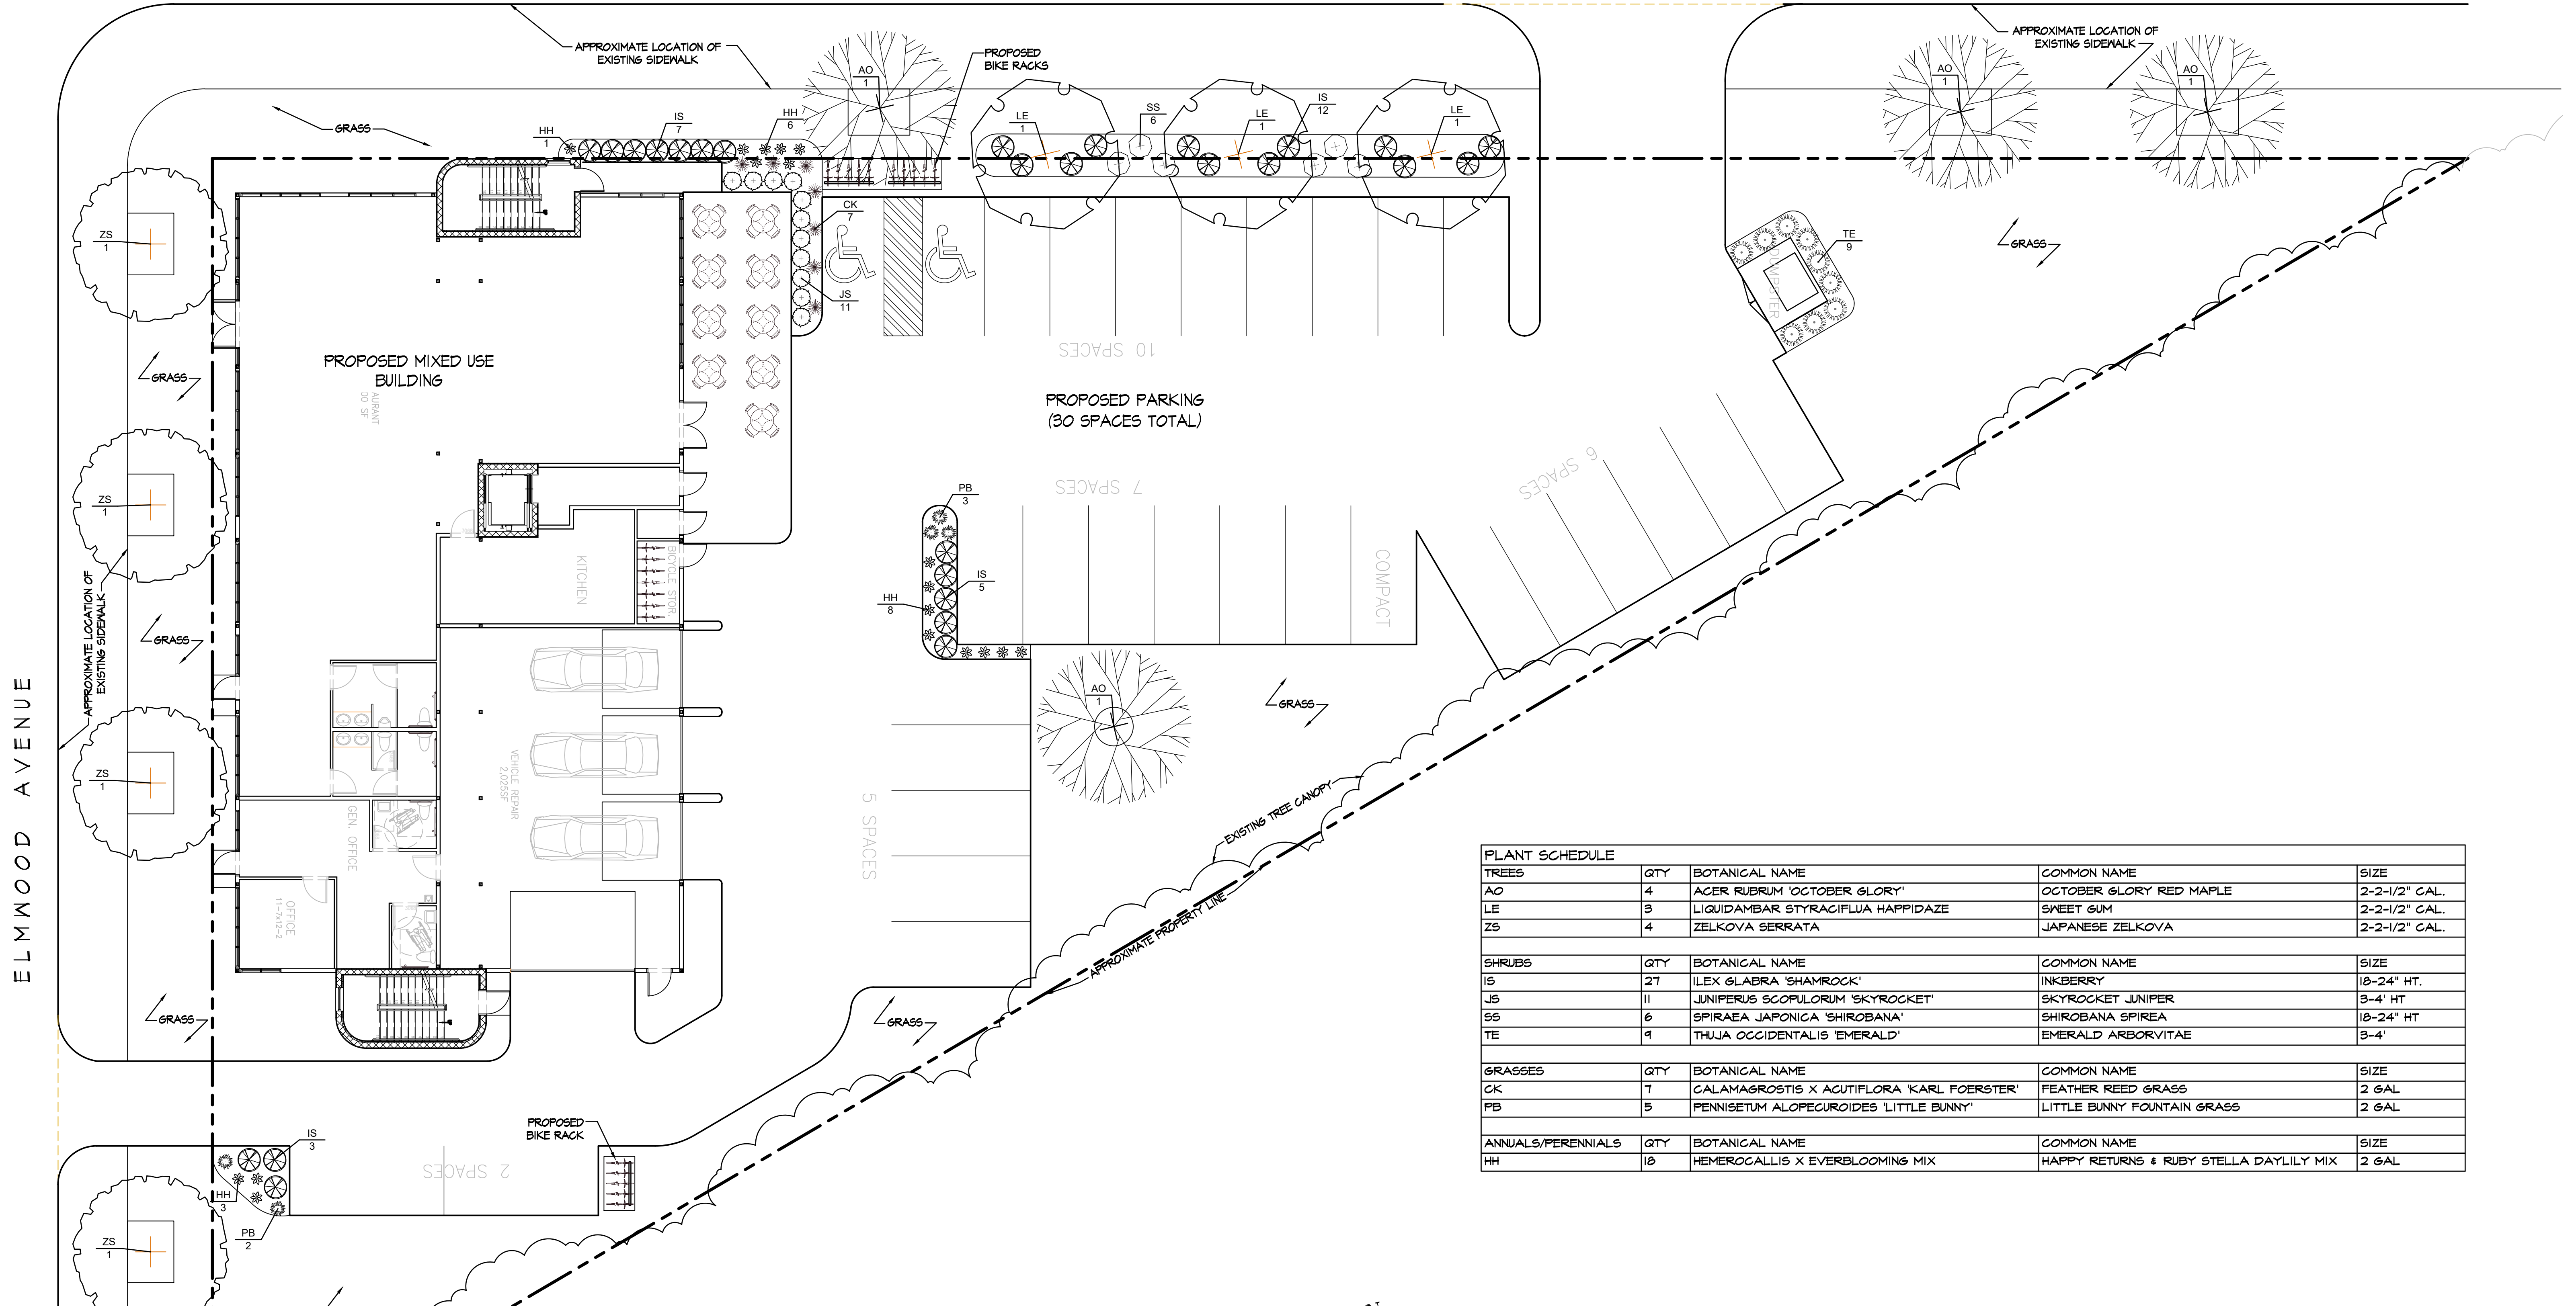 APPROXIMATE LOCATION OF
EXISTING SIDEWALK
PROPOSED
BIKE RACKS
APPROXIMATE LOCATION OF
EXISTING SIDEWALK
AO
1
AO
1
AO
1
GRASS
HH
1
IS
7
HH
6
LE
1
SS
6
LE
1
IS
12
LE
1
ZS
1
CK
7
JS
11
TE
9
DUMPSTER
GRASS
10 SPACES
PROPOSED MIXED USE
BUILDING
AURANT
30 SF
GRASS
PROPOSED PARKING
(30 SPACES TOTAL)
7 SPACES
6 SPACES
ZS
1
PB
3
KITCHEN
BICYCLE STOR.
COMPACT
IS
5
HH
8
APPROXIMATE LOCATION OF
EXISTING SIDEWALK
GRASS
ELMWOOD AVENUE
AO
1
GRASS
ZS
1
VEHICLE REPAIR
2,025SF
GEN. OFFICE
5 SPACES
EXISTING TREE CANOPY
OFFICE
11-7x12-2
APPROXIMATE PROPERTY LINE
GRASS
GRASS
PROPOSED
BIKE RACK
IS
3
2 SPACES
HH
3
PB
2
ZS
1
PLANT SCHEDULE
TREES QTY BOTANICAL NAME COMMON NAME SIZE
AO 4 ACER RUBRUM 'OCTOBER GLORY' OCTOBER GLORY RED MAPLE 2-2-1/2" CAL.
LE 3 LIQUIDAMBAR STYRACIFLUA HAPPIDAZE SWEET GUM 2-2-1/2" CAL.
ZS 4 ZELKOVA SERRATA JAPANESE ZELKOVA 2-2-1/2" CAL.
SHRUBS QTY BOTANICAL NAME COMMON NAME SIZE
IS 27 ILEX GLABRA 'SHAMROCK' INKBERRY 18-24" HT.
JS 11 JUNIPERUS SCOPULORUM 'SKYROCKET' SKYROCKET JUNIPER 3-4' HT
SS 6 SPIRAEA JAPONICA 'SHIROBANA' SHIROBANA SPIREA 18-24" HT
TE 9 THUJA OCCIDENTALIS 'EMERALD' EMERALD ARBORVITAE 3-4'
GRASSES QTY BOTANICAL NAME COMMON NAME SIZE
CK 7 CALAMAGROSTIS X ACUTIFLORA 'KARL FOERSTER' FEATHER REED GRASS 2 GAL
PB 5 PENNISETUM ALOPECUROIDES 'LITTLE BUNNY' LITTLE BUNNY FOUNTAIN GRASS 2 GAL
ANNUALS/PERENNIALS QTY BOTANICAL NAME COMMON NAME SIZE
HH 18 HEMEROCALLIS X EVERBLOOMING MIX HAPPY RETURNS & RUBY STELLA DAYLILY MIX 2 GAL